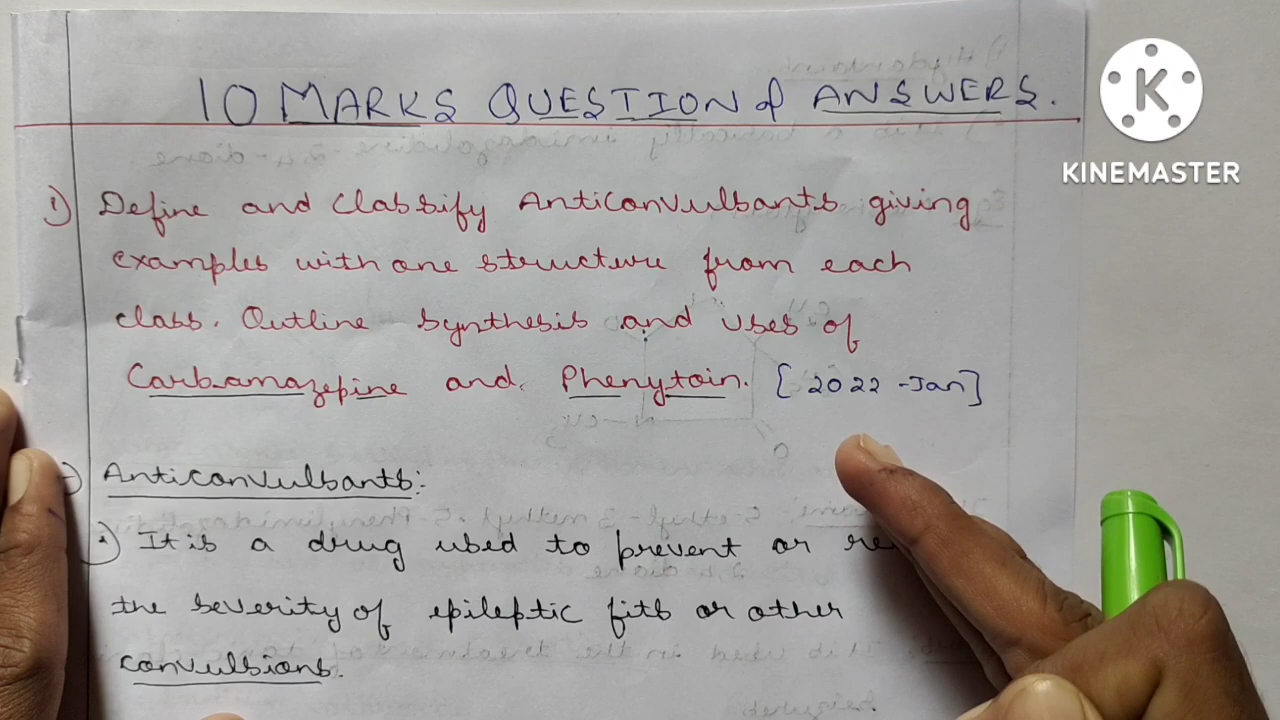 10 MARKS QUESTION & ANSWERS.
K
KINEMASTER
1) Define and classify Anticonvulsants giving
examples with one structure from each
class. Outline synthesis and uses of
Carbamazepine and Phenytoin. [2022-Jan]
Anticonvulsants:-
It is a drug used to prevent or
the severity of epileptic fits or other
convulsions.